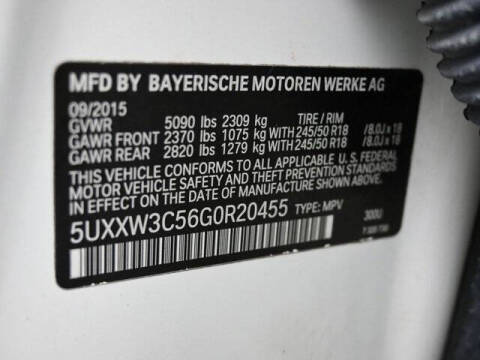 MFD BY BAYERISCHE MOTOREN WERKE AG
09/2015 TIRE / RIM
GVWR 5090 lbs 2309 kg
GAWR FRONT 2370 lbs 1075 kg WITH 245/50 R18 / 8.0J x 18
GAWR REAR 2820 lbs 1279 kg WITH 245/50 R18 / 8.0J x 18
THIS VEHICLE CONFORMS TO ALL APPLICABLE U.S. FEDERAL
MOTOR VEHICLE SAFETY AND THEFT PREVENTION STANDARDS
IN EFFECT ON THE DATE OF MANUFACTURE SHOWN ABOVE.
5UXXW3C56G0R20455 TYPE: MPV
300U